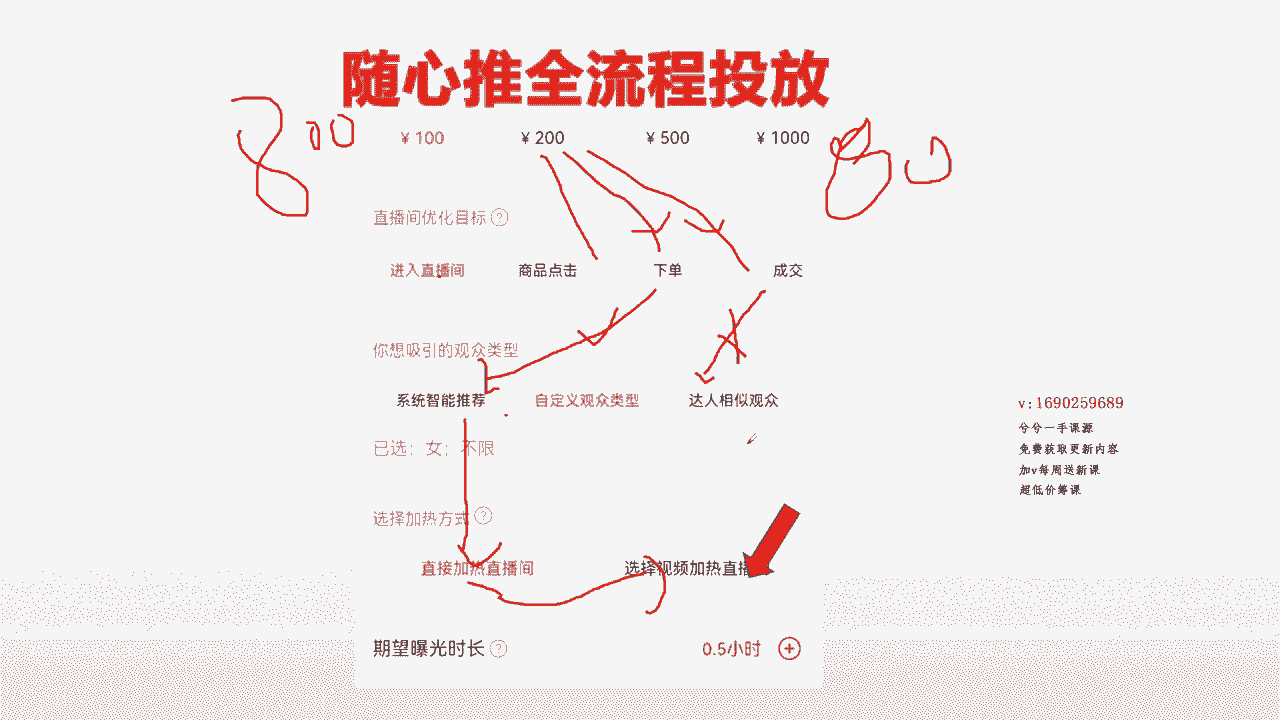 随心推全流程投放
800
¥ 100 ¥ 200 ¥ 500 ¥ 1000
直播间优化目标 ?
进入直播间 商品点击 下单 成交
你想吸引的观众类型
系统智能推荐 自定义观众类型 达人相似观众
v:1690259689
兮兮一手课源
免费获取更新内容
加v每周送新课
超低价筹课
已选：女；不限
选择加热方式 ?
直接加热直播间 选择视频加热直播
期望曝光时长 ? 0.5小时 +